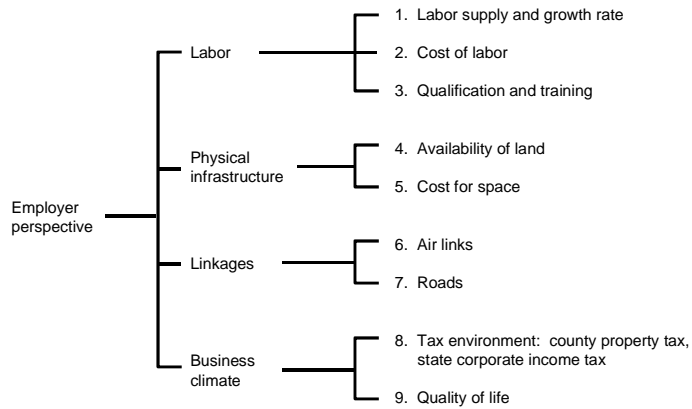 1. Labor supply and growth rate
Labor
2. Cost of labor
3. Qualification and training
Physical
infrastructure
4. Availability of land
5. Cost for space
Employer
perspective
Linkages
6. Air links
7. Roads
Business
climate
8. Tax environment: county property tax,
state corporate income tax
9. Quality of life